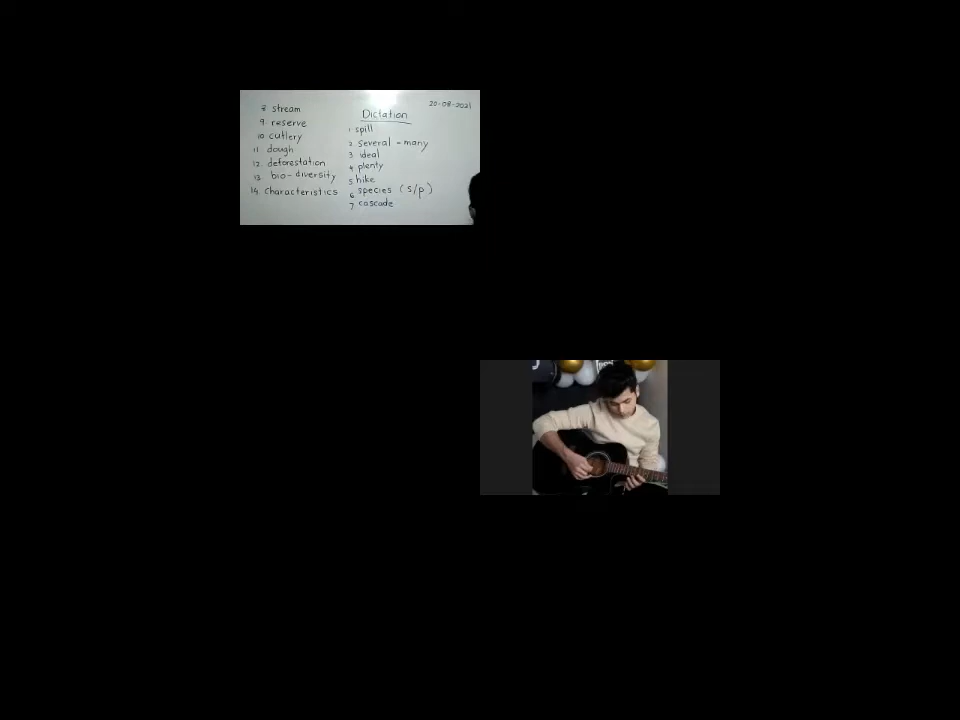 20-08-2021
Dictation
1 spill
2 several - many
3 ideal
4 plenty
5 hike
6 species (s/p)
7 cascade
8 stream
9. reserve
10 cutlery
11 dough
12. deforestation
13 bio-diversity
14. Characteristics